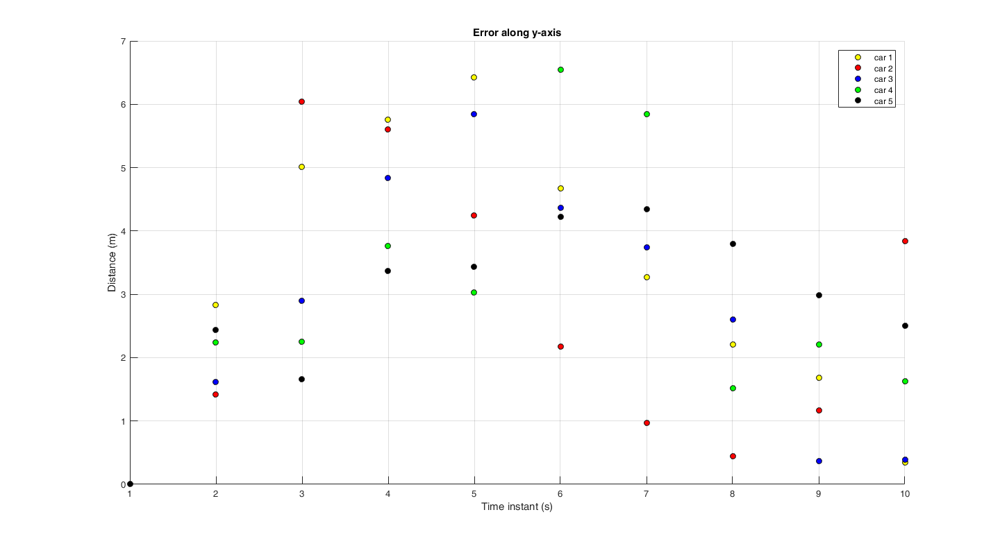 Error along y-axis
7
6
5
4
3
2
1
0
Distance (m)
car 1
car 2
car 3
car 4
car 5
1 2 3 4 5 6 7 8 9 10
Time instant (s)